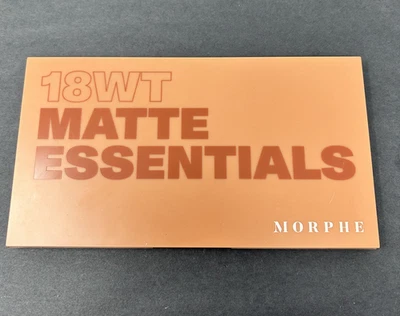 18WT
MATTE
ESSENTIALS
MORPHE